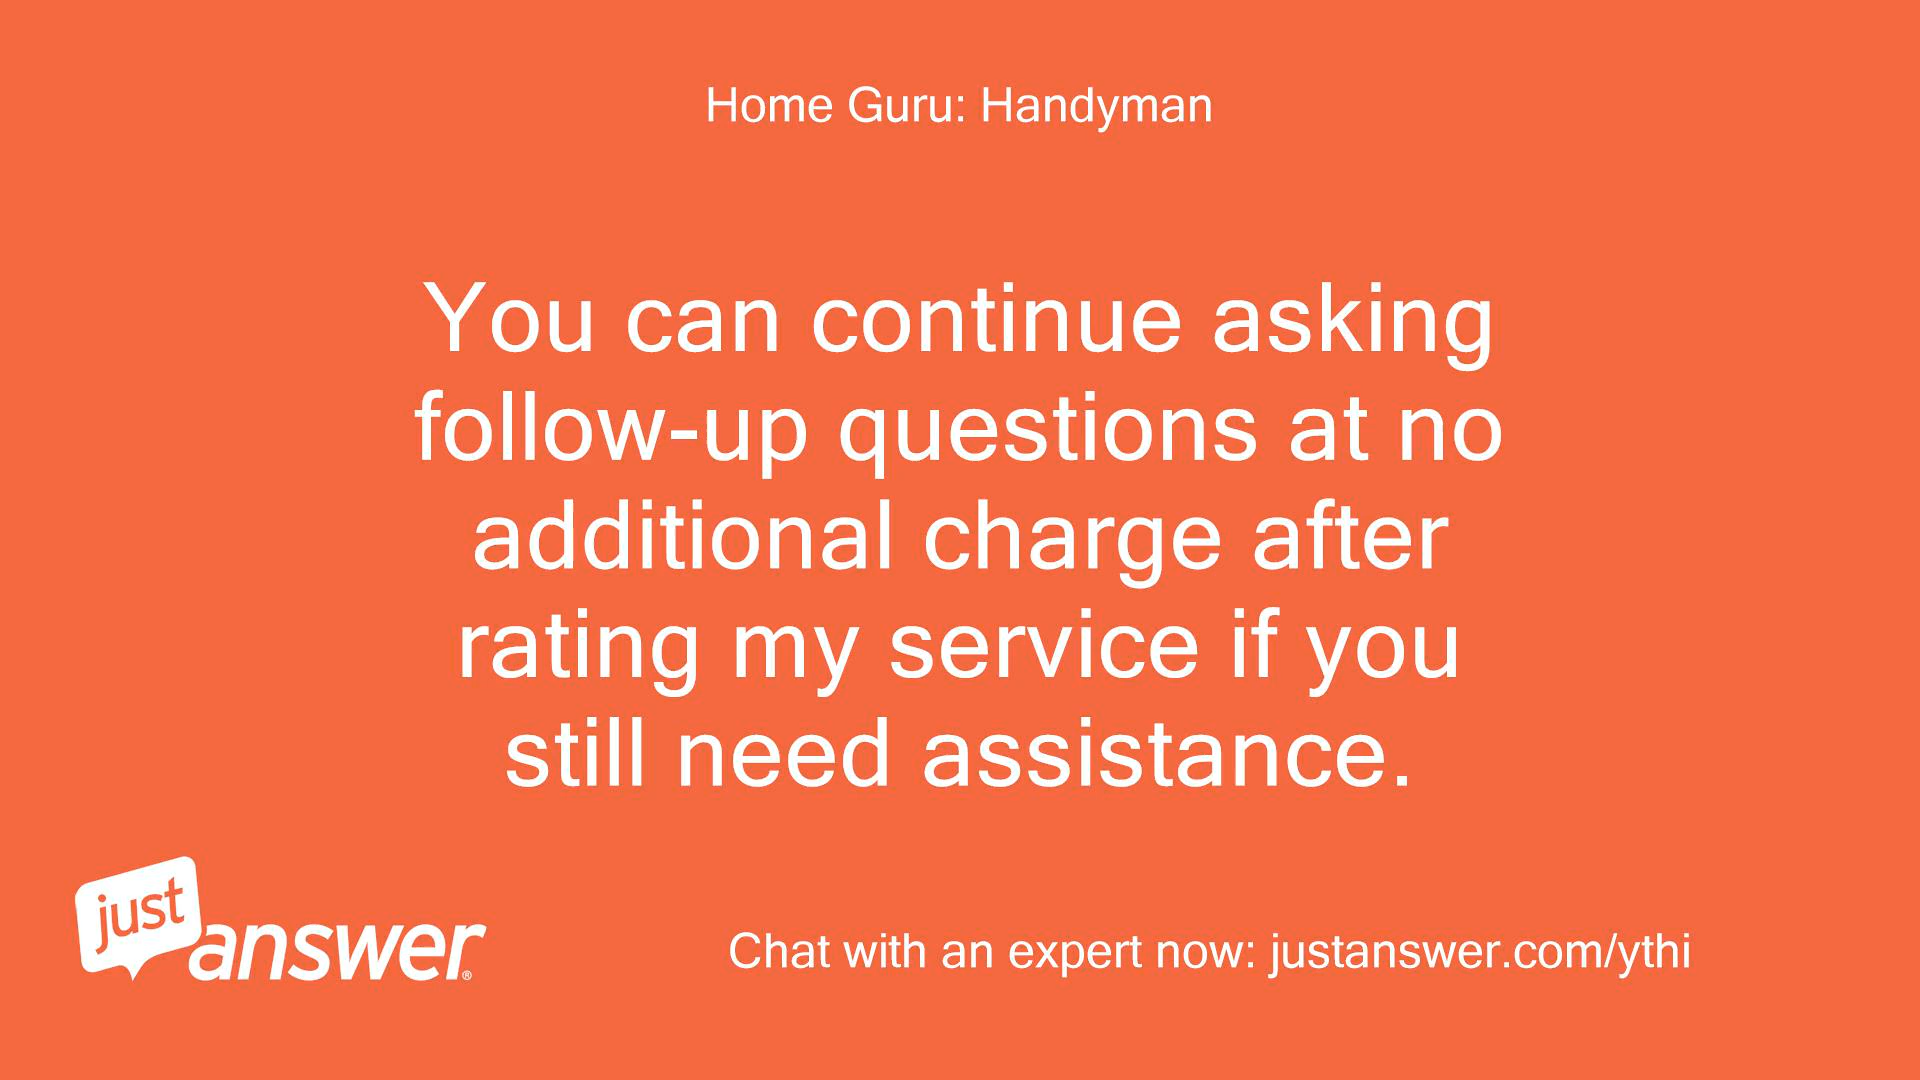 Home Guru: Handyman
You can continue asking
follow-up questions at no
additional charge after
rating my service if you
still need assistance.
just
answer®
Chat with an expert now: justanswer.com/ythi